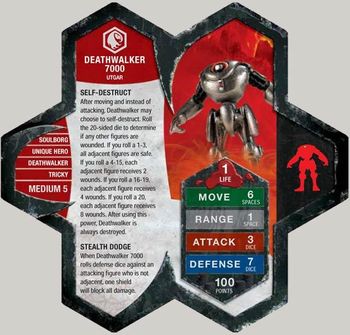 DEATHWALKER
7000
UTGAR
SELF-DESTRUCT
After moving and instead of
attacking, Deathwalker may
choose to self-destruct. Roll
the 20-sided die to determine
if any other figures are
wounded. If you roll a 1-3,
all adjacent figures are safe.
If you roll a 4-15, each
adjacent figure receives 2
wounds. If you roll a 16-19,
each adjacent figure receives
4 wounds. If you roll a 20,
each adjacent figure receives
8 wounds. After using this
power, Deathwalker is
always destroyed.
STEALTH DODGE
When Deathwalker 7000
rolls defense dice against an
attacking figure who is not
adjacent, one shield
will block all damage.
SOULBORG
UNIQUE HERO
DEATHWALKER
TRICKY
MEDIUM 5
1
LIFE
MOVE 6 SPACES
RANGE 1 SPACE
ATTACK 3 DICE
DEFENSE 7 DICE
100
POINTS